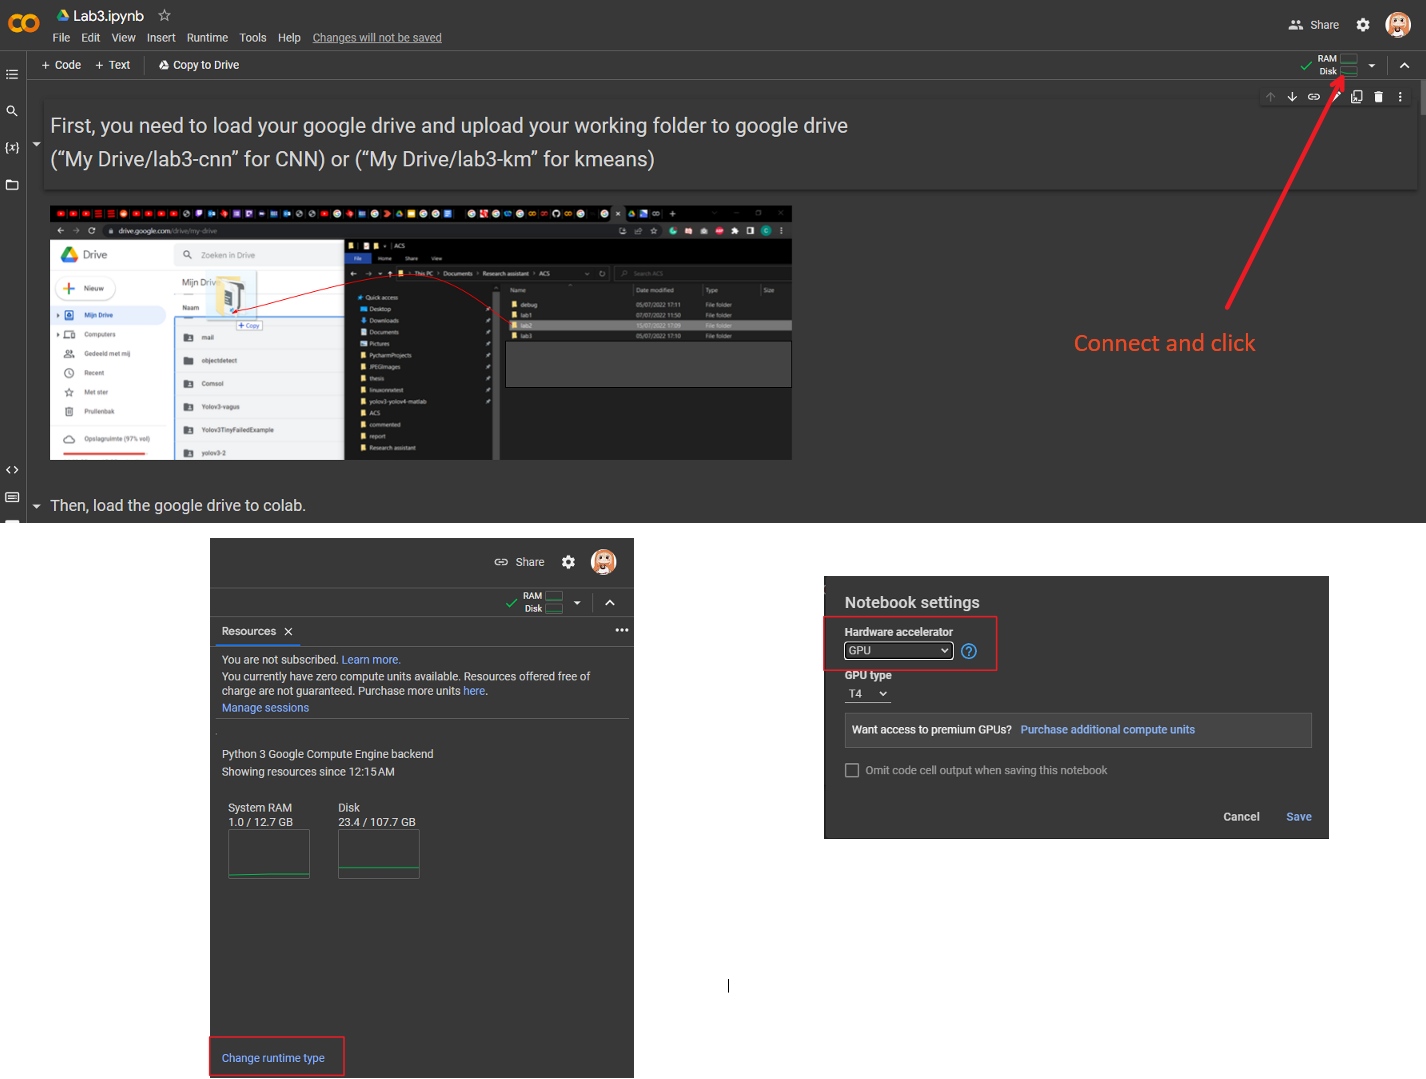 Lab3.ipynb
File Edit View Insert Runtime Tools Help Changes will not be saved
Share
+ Code + Text Copy to Drive
RAM
Disk
First, you need to load your google drive and upload your working folder to google drive
(“My Drive/lab3-cnn” for CNN) or (“My Drive/lab3-km” for kmeans)
Connect and click
drive.google.com/drive/my-drive
Drive
Zoeken in Drive
Nieuw
Mijn Drive
Computers
Gedeeld met mij
Recent
Met ster
Prullenbak
Opslagruimte (97% vol)
Mijn Drive
Naam
Copy
mail
objectdetect
Comsol
Yolov3-vagus
Yolov3TinyFailedExample
yolov3-2
ACS
File Home Share View
This PC › Documents › Research assistant › ACS
Search ACS
Quick access
Desktop
Downloads
Documents
Pictures
PycharmProjects
JPEGImages
thesis
linuxonnxtest
yolov3-yolov4-matlab
ACS
commented
report
Research assistant
Name Date modified Type Size
debug 05/07/2022 17:11 File folder
lab1 07/07/2022 11:50 File folder
lab2 15/07/2022 17:09 File folder
lab3 05/07/2022 17:10 File folder
Then, load the google drive to colab.
Share
RAM
Disk
Resources
You are not subscribed. Learn more.
You currently have zero compute units available. Resources offered free of
charge are not guaranteed. Purchase more units here.
Manage sessions
Python 3 Google Compute Engine backend
Showing resources since 12:15 AM
System RAM
1.0 / 12.7 GB
Disk
23.4 / 107.7 GB
Change runtime type
Notebook settings
Hardware accelerator
GPU
GPU type
T4
Want access to premium GPUs? Purchase additional compute units
Omit code cell output when saving this notebook
Cancel Save